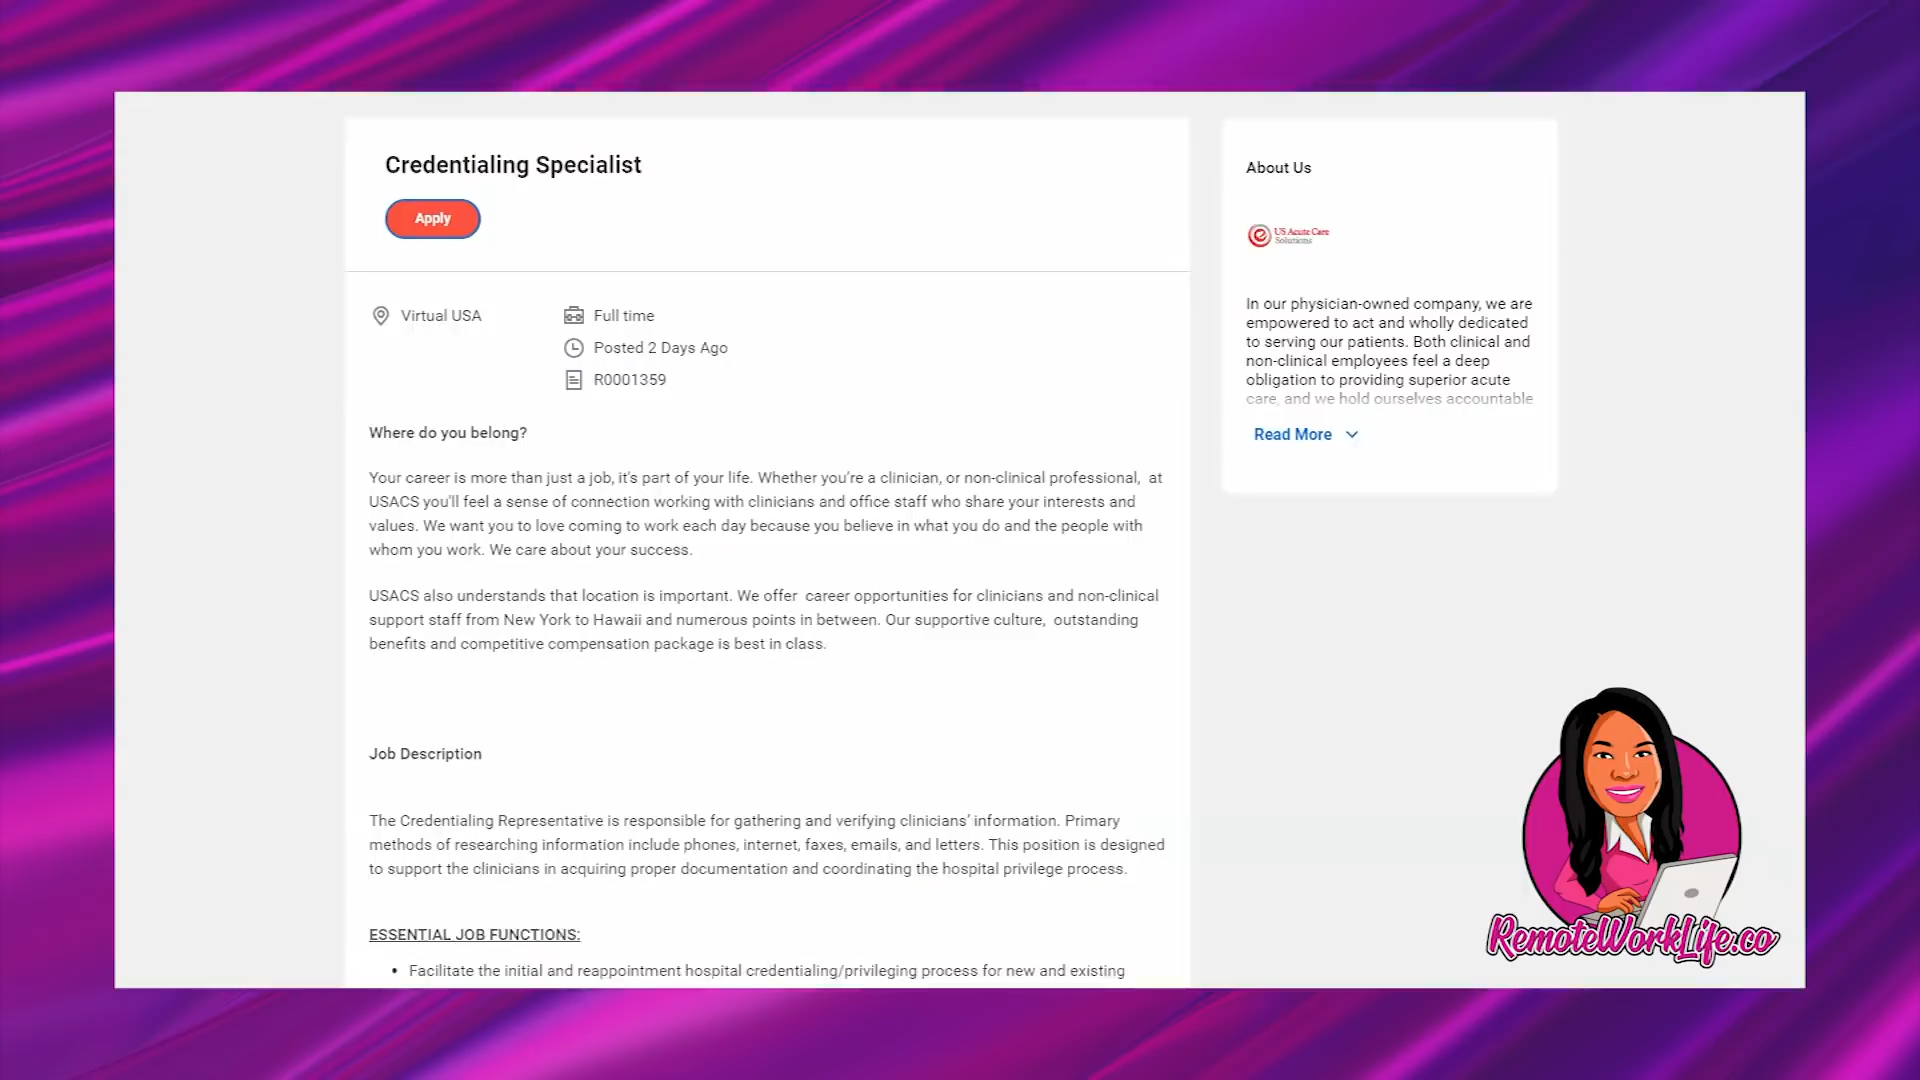 Credentialing Specialist
Apply
Virtual USA
Full time
Posted 2 Days Ago
R0001359
Where do you belong?
Your career is more than just a job, it's part of your life. Whether you're a clinician, or non-clinical professional, at
USACS you'll feel a sense of connection working with clinicians and office staff who share your interests and
values. We want you to love coming to work each day because you believe in what you do and the people with
whom you work. We care about your success.
USACS also understands that location is important. We offer career opportunities for clinicians and non-clinical
support staff from New York to Hawaii and numerous points in between. Our supportive culture, outstanding
benefits and competitive compensation package is best in class.
Job Description
The Credentialing Representative is responsible for gathering and verifying clinicians' information. Primary
methods of researching information include phones, internet, faxes, emails, and letters. This position is designed
to support the clinicians in acquiring proper documentation and coordinating the hospital privilege process.
ESSENTIAL JOB FUNCTIONS:
• Facilitate the initial and reappointment hospital credentialing/privileging process for new and existing
About Us
US Acute Care
Solutions
In our physician-owned company, we are
empowered to act and wholly dedicated
to serving our patients. Both clinical and
non-clinical employees feel a deep
obligation to providing superior acute
care, and we hold ourselves accountable
Read More
RemoteWorkLife.co